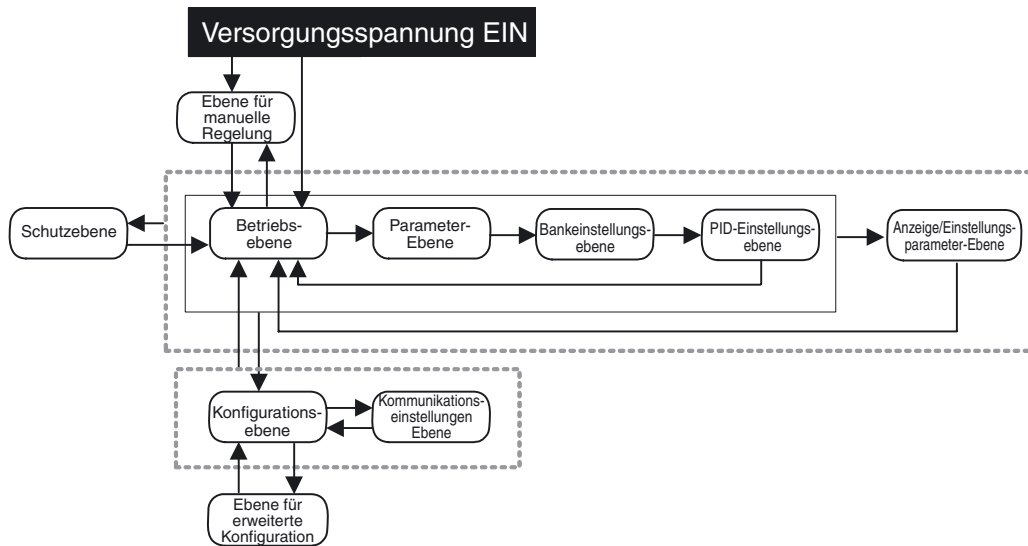 Versorgungsspannung EIN
Ebene für
manuelle
Regelung
Schutzebene
Betriebs-
ebene
Parameter-
Ebene
Bankeinstellungs-
ebene
PID-Einstellungs-
ebene
Anzeige/Einstellungs-
parameter-Ebene
Konfigurations-
ebene
Kommunikations-
einstellungen
Ebene
Ebene für
erweiterte
Konfiguration